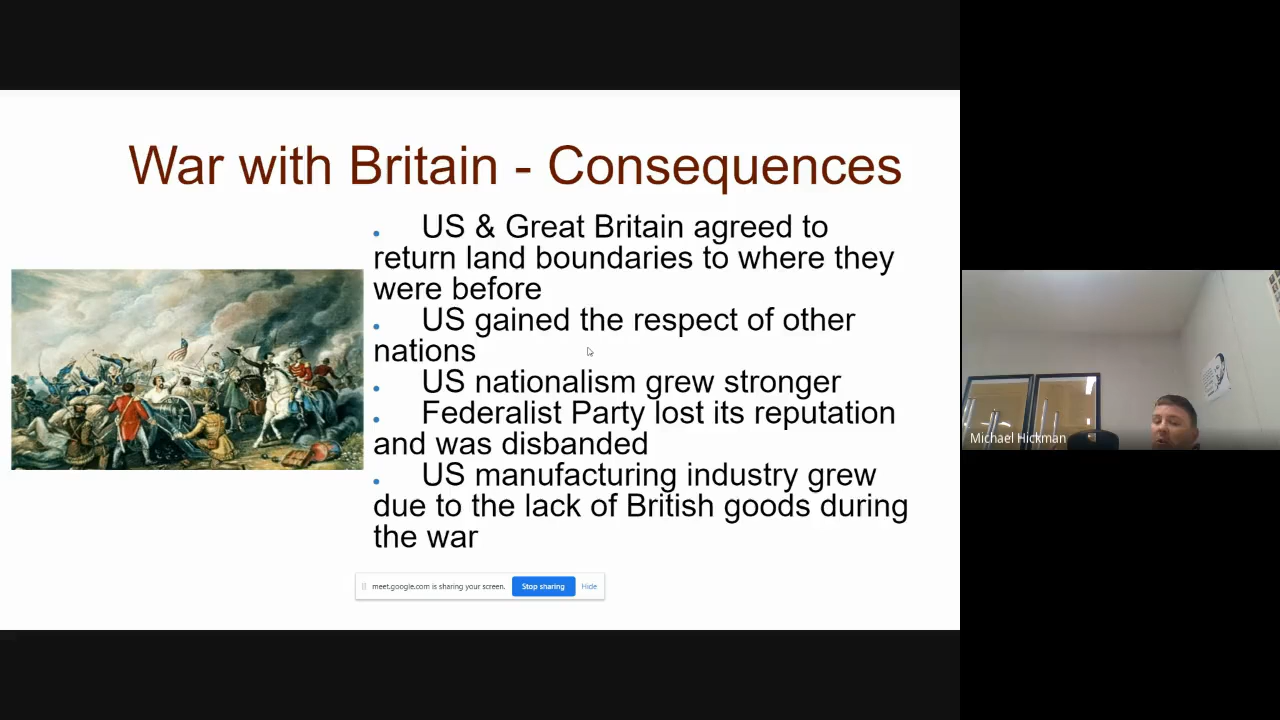 War with Britain - Consequences
• US & Great Britain agreed to
return land boundaries to where they
were before
• US gained the respect of other
nations
• US nationalism grew stronger
• Federalist Party lost its reputation
and was disbanded
• US manufacturing industry grew
due to the lack of British goods during
the war
meet.google.com is sharing your screen. Stop sharing Hide
Michael Hickman